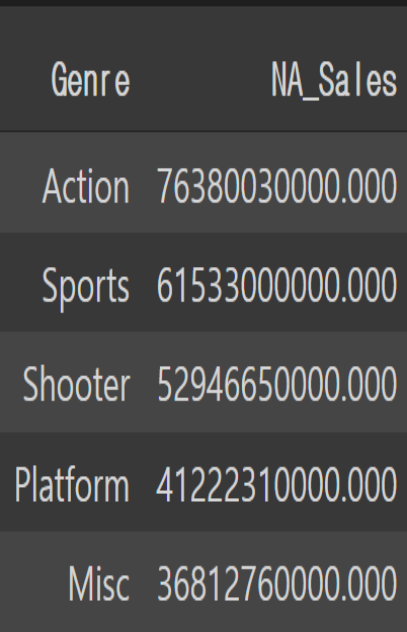 Genre NA_Sales
Action 76380030000.000
Sports 61533000000.000
Shooter 52946650000.000
Platform 41222310000.000
Misc 36812760000.000